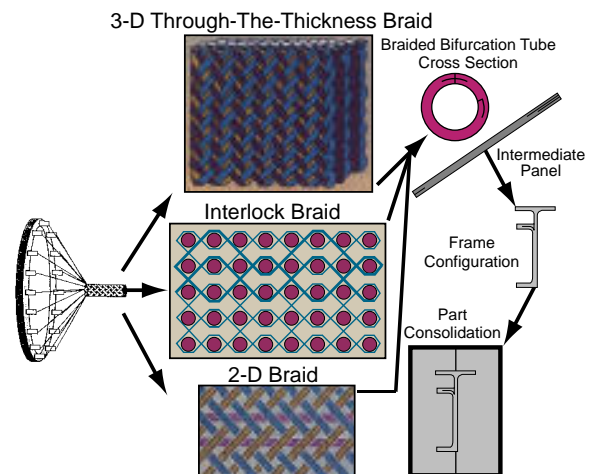 3-D Through-The-Thickness Braid
Braided Bifurcation Tube
Cross Section
Intermediate
Panel
Interlock Braid
Frame
Configuration
Part
Consolidation
2-D Braid